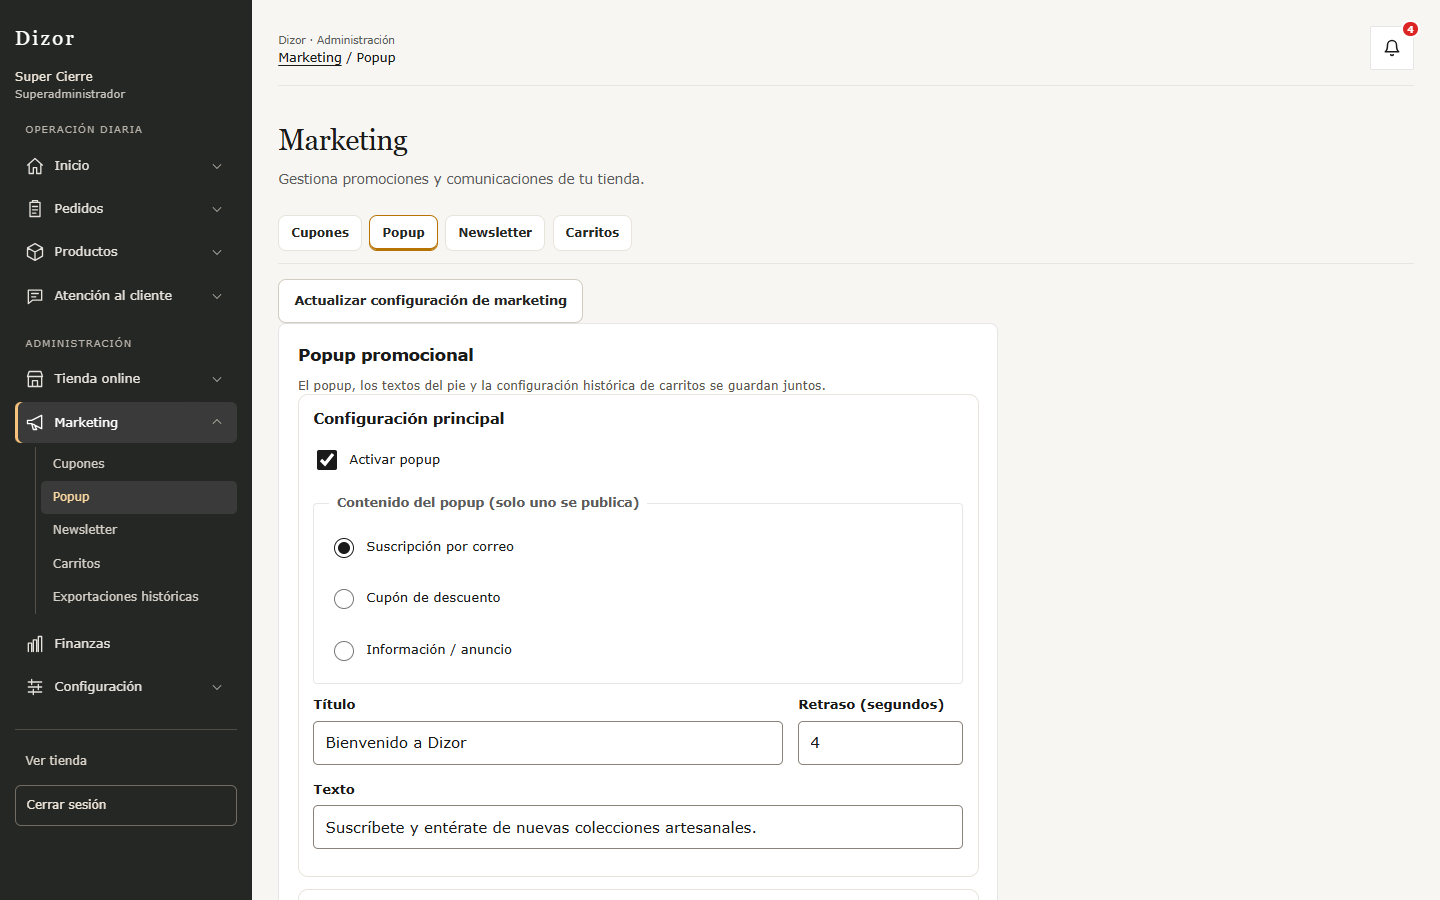 Dizor
Super Cierre
Superadministrador
OPERACIÓN DIARIA
Inicio
Pedidos
Productos
Atención al cliente
ADMINISTRACIÓN
Tienda online
Marketing
Cupones
Popup
Newsletter
Carritos
Exportaciones históricas
Finanzas
Configuración
Ver tienda
Cerrar sesión
Dizor · Administración
Marketing / Popup
4
Marketing
Gestiona promociones y comunicaciones de tu tienda.
Cupones Popup Newsletter Carritos
Actualizar configuración de marketing
Popup promocional
El popup, los textos del pie y la configuración histórica de carritos se guardan juntos.
Configuración principal
Activar popup
Contenido del popup (solo uno se publica)
Suscripción por correo
Cupón de descuento
Información / anuncio
Título Retraso (segundos)
Bienvenido a Dizor 4
Texto
Suscríbete y entérate de nuevas colecciones artesanales.